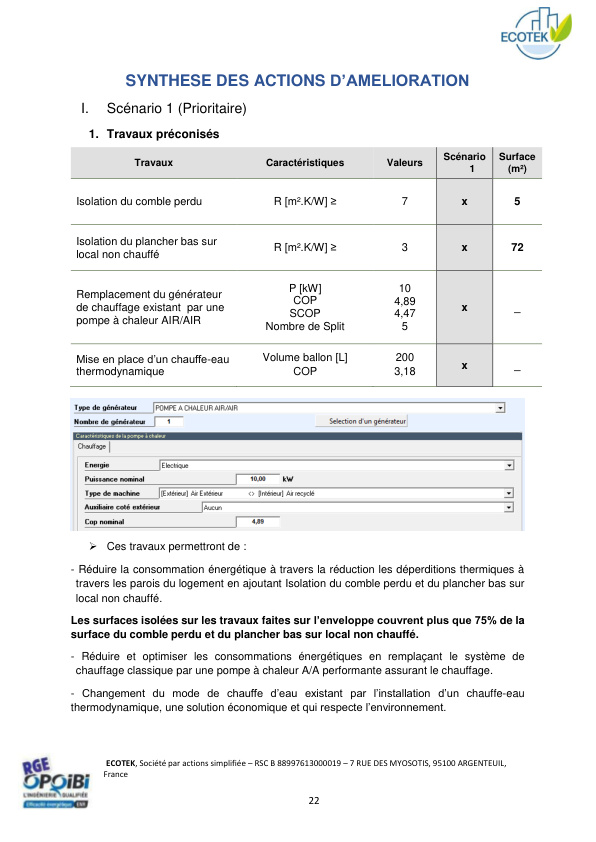 ECOTEK
SYNTHESE DES ACTIONS D'AMELIORATION
I. Scénario 1 (Prioritaire)
1. Travaux préconisés
Travaux Caractéristiques Valeurs Scénario 1 Surface (m²)
Isolation du comble perdu R [m².K/W] ≥ 7 x 5
Isolation du plancher bas sur local non chauffé R [m².K/W] ≥ 3 x 72
Remplacement du générateur de chauffage existant par une pompe à chaleur AIR/AIR
P [kW] 10
COP 4,89
SCOP 4,47
Nombre de Split 5
x _
Mise en place d'un chauffe-eau thermodynamique
Volume ballon [L] 200
COP 3,18
x _
Type de générateur POMPE A CHALEUR AIR/AIR
Nombre de générateur 1 Selection d'un générateur
Caractéristiques de la pompe à chaleur
Chauffage
Energie Electrique
Puissance nominal 10,00 kW
Type de machine [Extérieur] Air Extérieur <> [Intérieur] Air recyclé
Auxiliaire coté extérieur Aucun
Cop nominal 4,89
➢ Ces travaux permettront de :
- Réduire la consommation énergétique à travers la réduction les déperditions thermiques à
travers les parois du logement en ajoutant Isolation du comble perdu et du plancher bas sur
local non chauffé.
Les surfaces isolées sur les travaux faites sur l'enveloppe couvrent plus que 75% de la
surface du comble perdu et du plancher bas sur local non chauffé.
- Réduire et optimiser les consommations énergétiques en remplaçant le système de
chauffage classique par une pompe à chaleur A/A performante assurant le chauffage.
- Changement du mode de chauffe d'eau existant par l'installation d'un chauffe-eau
thermodynamique, une solution économique et qui respecte l'environnement.
RGE
OPQIBI
L'INGÉNIERIE QUALIFIÉE
Efficacité énergétique ENR
ECOTEK, Société par actions simplifiée – RSC B 88997613000019 – 7 RUE DES MYOSOTIS, 95100 ARGENTEUIL,
France
22